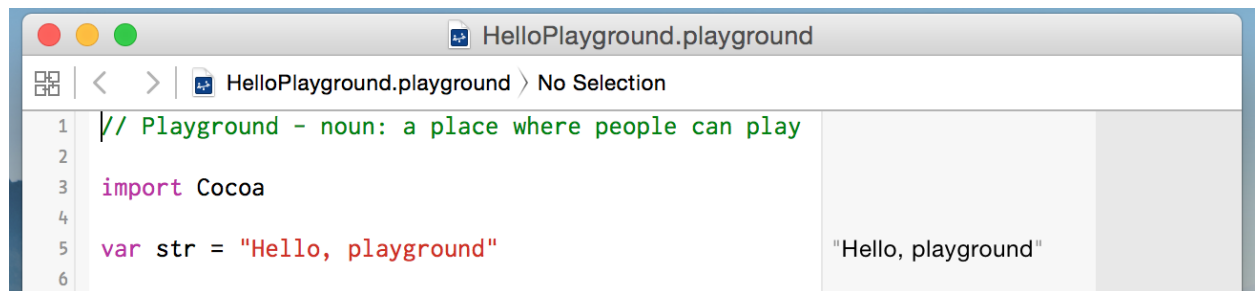 HelloPlayground.playground
HelloPlayground.playground 〉 No Selection
1 // Playground - noun: a place where people can play
2
3 import Cocoa
4
5 var str = "Hello, playground" "Hello, playground"
6